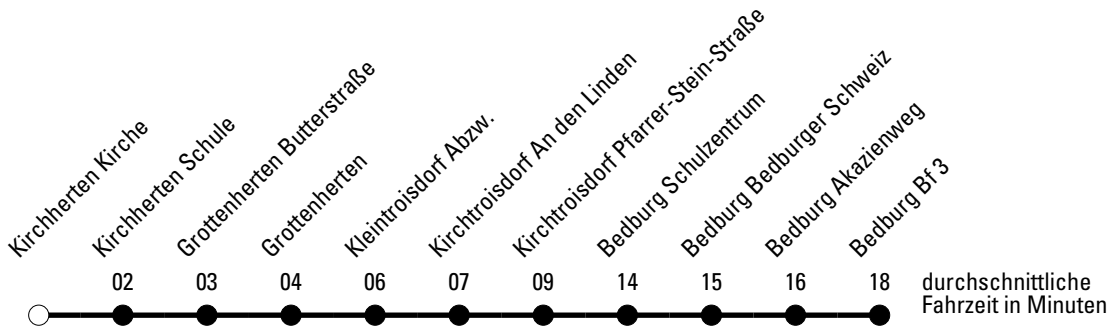 Kirchherten Kirche
Kirchherten Schule
Grottenherten Butterstraße
Grottenherten
Kleintroisdorf Abzw.
Kirchtroisdorf An den Linden
Kirchtroisdorf Pfarrer-Stein-Straße
Bedburg Schulzentrum
Bedburg Bedburger Schweiz
Bedburg Akazienweg
Bedburg Bf 3
02 03 04 06 07 09 14 15 16 18
durchschnittliche
Fahrzeit in Minuten